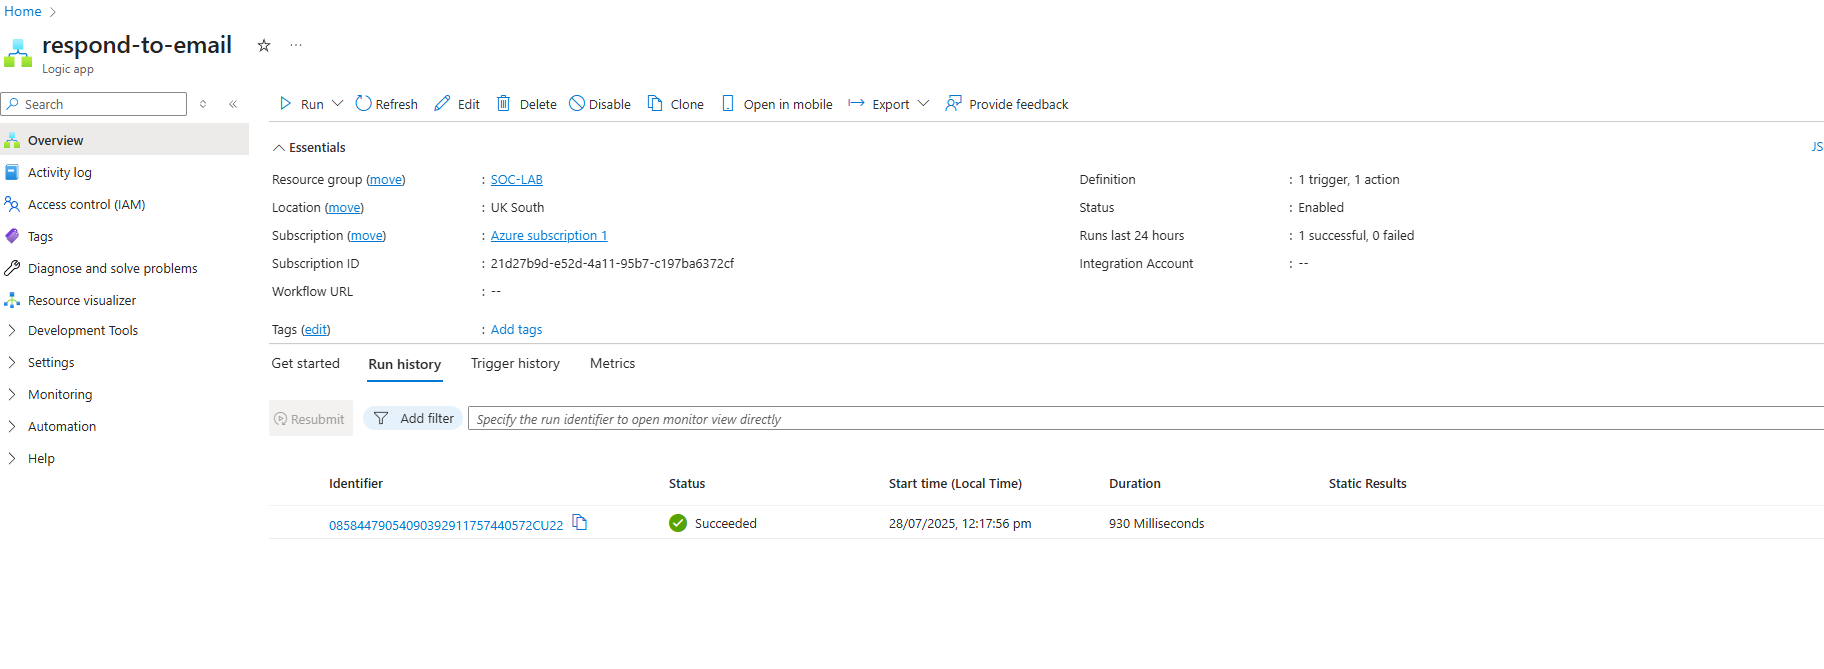 Home
respond-to-email
Logic app
Search
Run Refresh Edit Delete Disable Clone Open in mobile Export Provide feedback
Overview
Activity log
Access control (IAM)
Tags
Diagnose and solve problems
Resource visualizer
Development Tools
Settings
Monitoring
Automation
Help
Essentials JS
Resource group (move) : SOC-LAB Definition : 1 trigger, 1 action
Location (move) : UK South Status : Enabled
Subscription (move) : Azure subscription 1 Runs last 24 hours : 1 successful, 0 failed
Subscription ID : 21d27b9d-e52d-4a11-95b7-c197ba6372cf Integration Account : --
Workflow URL : --
Tags (edit) : Add tags
Get started Run history Trigger history Metrics
Resubmit Add filter Specify the run identifier to open monitor view directly
Identifier Status Start time (Local Time) Duration Static Results
08584479054090392911757440572CU22 Succeeded 28/07/2025, 12:17:56 pm 930 Milliseconds